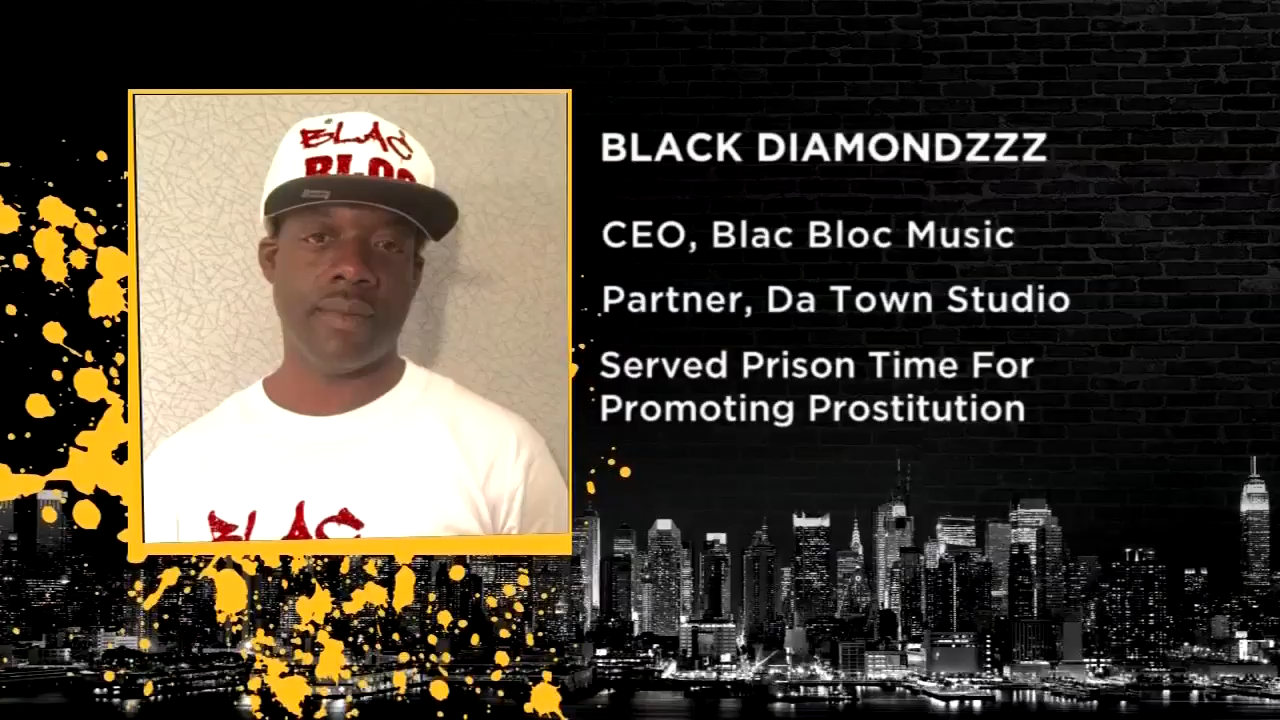 BLAC
BLOC
BLAC
BLACK DIAMONDZZZ
CEO, Blac Bloc Music
Partner, Da Town Studio
Served Prison Time For
Promoting Prostitution